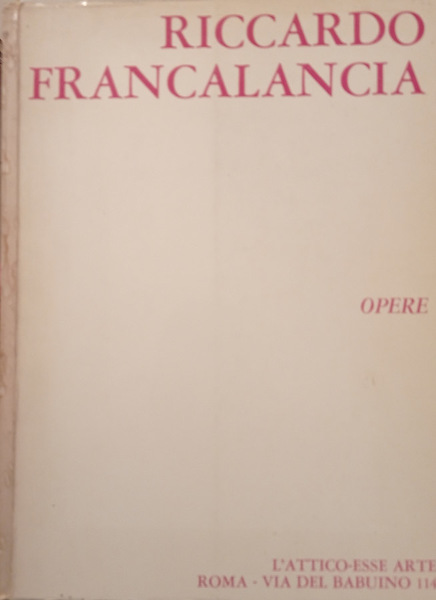 RICCARDO
FRANCALANCIA
OPERE
L'ATTICO-ESSE ARTE
ROMA - VIA DEL BABUINO 114